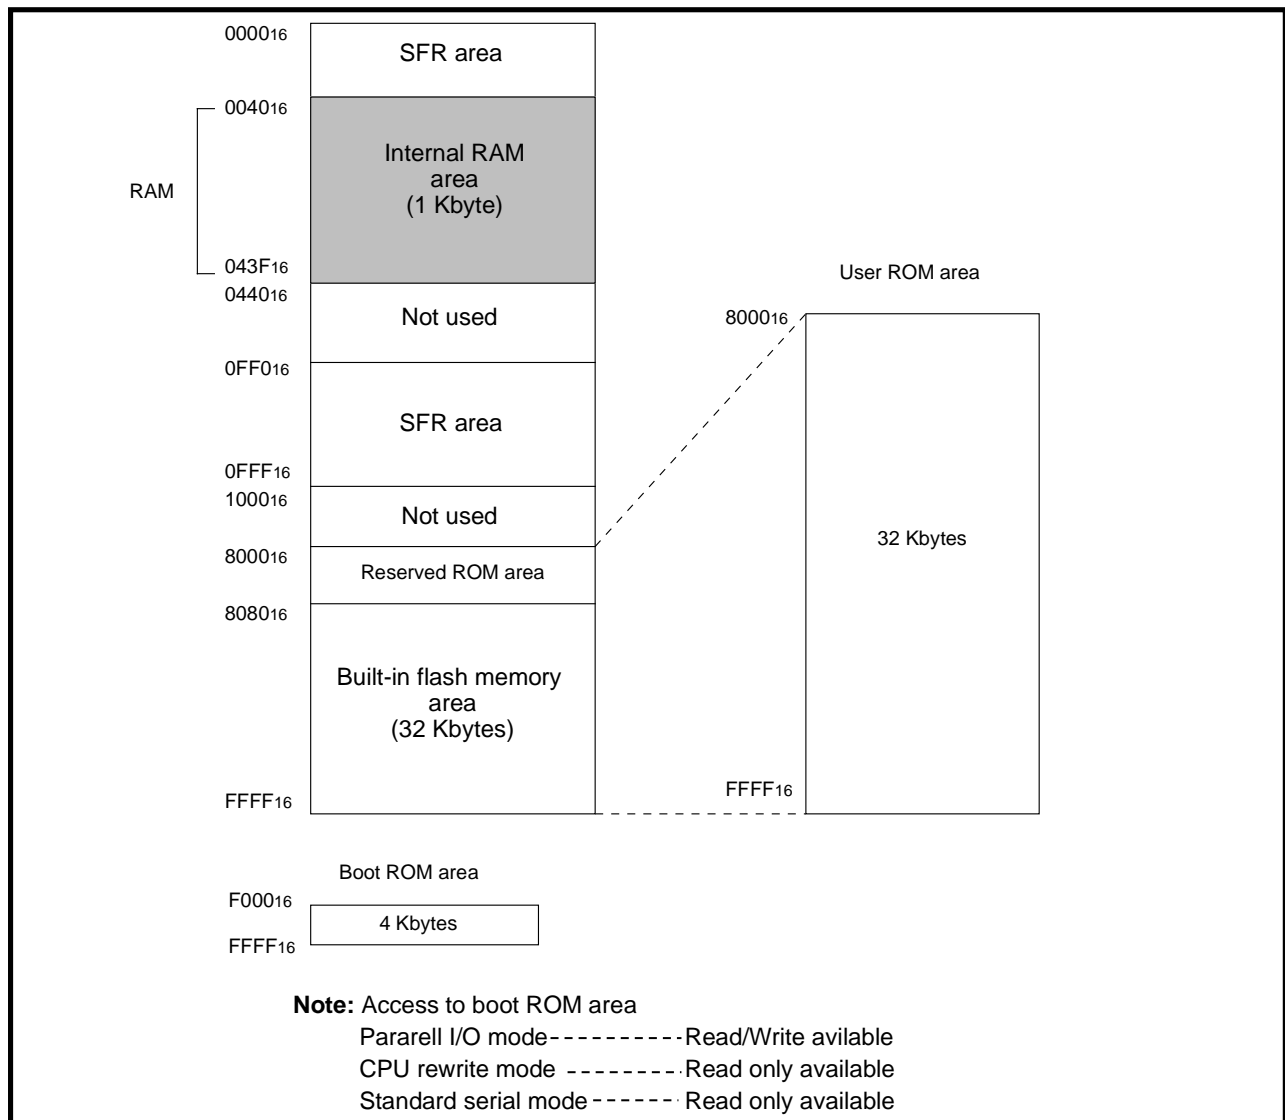 000016
SFR area
004016
RAM
Internal RAM
area
(1 Kbyte)
043F16
044016
Not used
0FF016
SFR area
0FFF16
100016
Not used
800016
Reserved ROM area
808016
Built-in flash memory
area
(32 Kbytes)
FFFF16
User ROM area
800016
32 Kbytes
FFFF16
Boot ROM area
F00016
4 Kbytes
FFFF16
Note: Access to boot ROM area
Pararell I/O mode - - - - - - - - - - Read/Write avilable
CPU rewrite mode - - - - - - - - Read only available
Standard serial mode - - - - - - Read only available